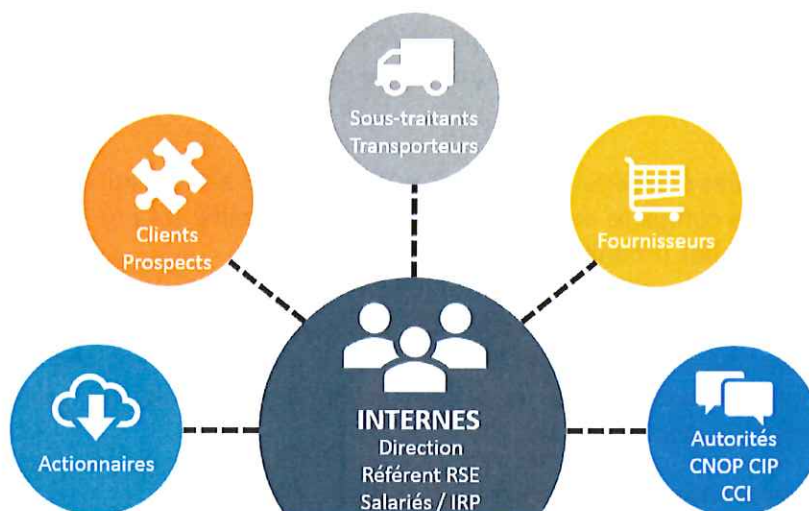 Sous-traitants
Transporteurs
Clients
Prospects
Fournisseurs
INTERNES
Direction
Référent RSE
Salariés / IRP
Actionnaires
Autorités
CNOP CIP
CCI